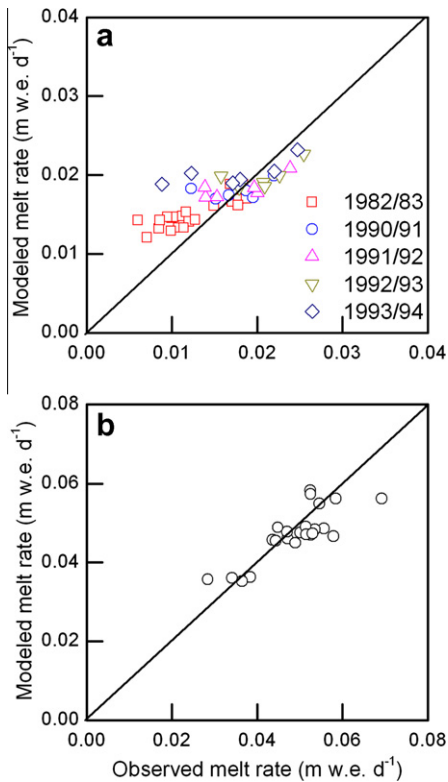 a
Modeled melt rate (m w.e. d-1)
0.04
0.03
0.02
0.01
0.00
1982/83
1990/91
1991/92
1992/93
1993/94
0.00 0.01 0.02 0.03 0.04
b
Modeled melt rate (m w.e. d-1)
0.08
0.06
0.04
0.02
0.00
0.00 0.02 0.04 0.06 0.08
Observed melt rate (m w.e. d-1)